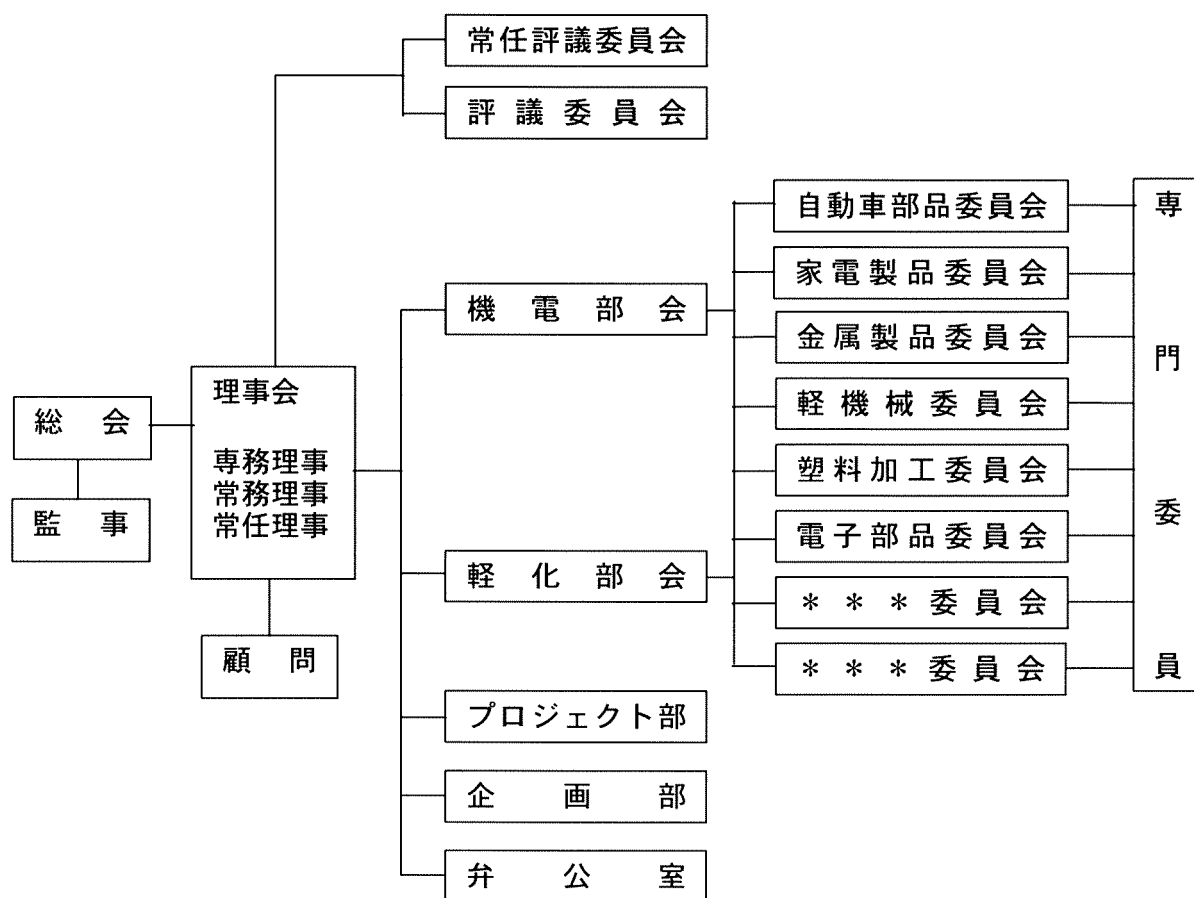 常任評議委員会
評議委員会
自動車部品委員会
家電製品委員会
機電部会
金属製品委員会
軽機械委員会
塑料加工委員会
電子部品委員会
軽化部会
＊＊＊委員会
＊＊＊委員会
専門委員
総会
監事
理事会
専務理事
常務理事
常任理事
顧問
プロジェクト部
企画部
弁公室